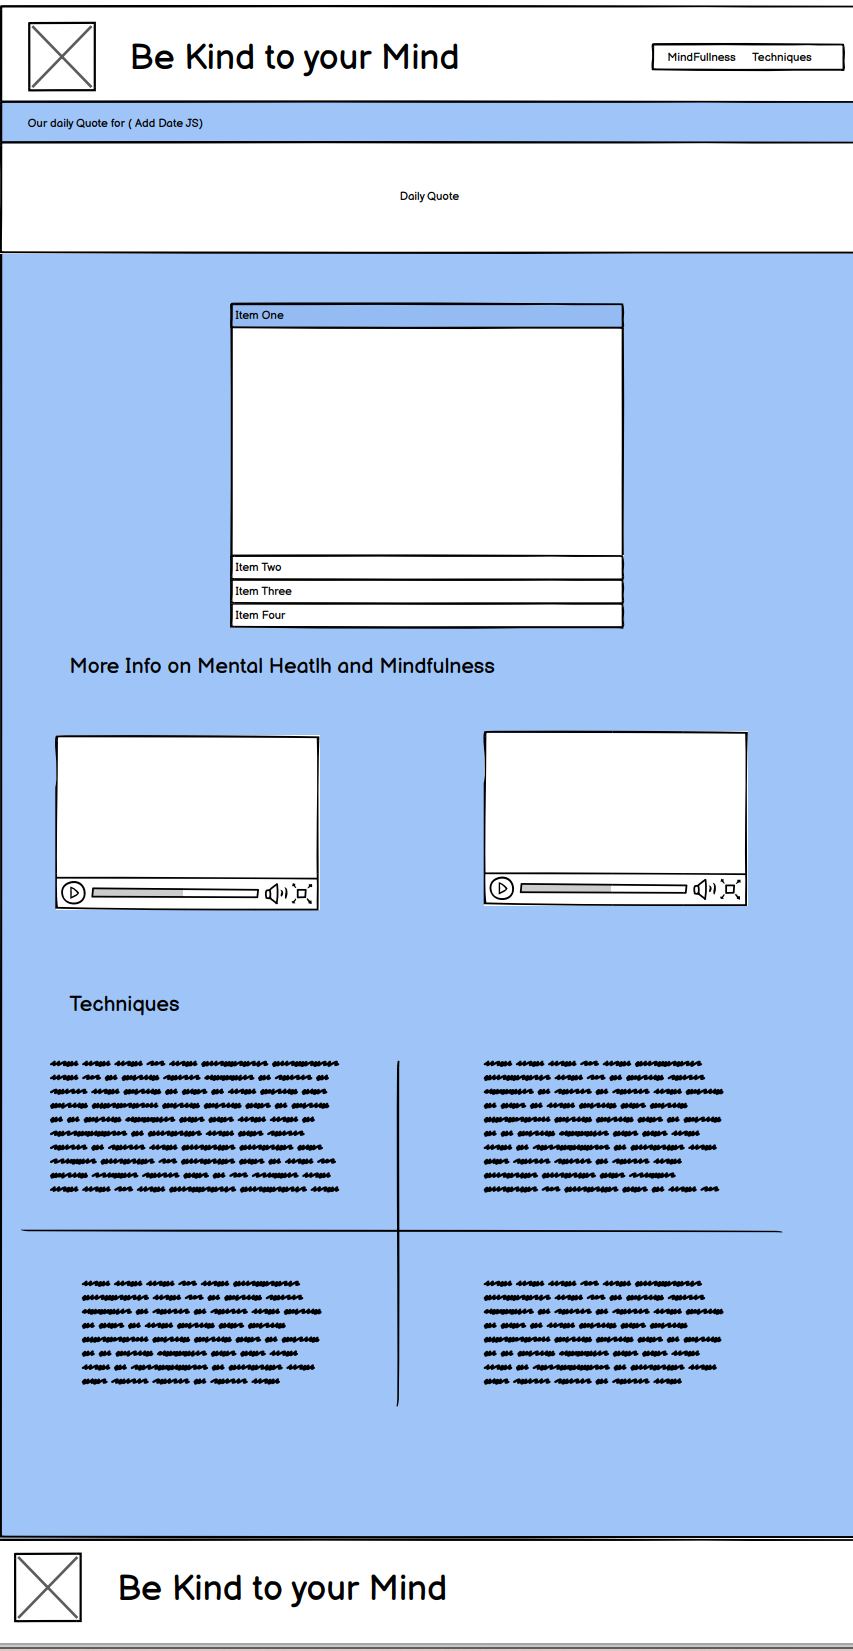 Be Kind to your Mind
MindFullness Techniques
Our daily Quote for ( Add Date JS)
Daily Quote
Item One
Item Two
Item Three
Item Four
More Info on Mental Heatlh and Mindfulness
Techniques
Be Kind to your Mind